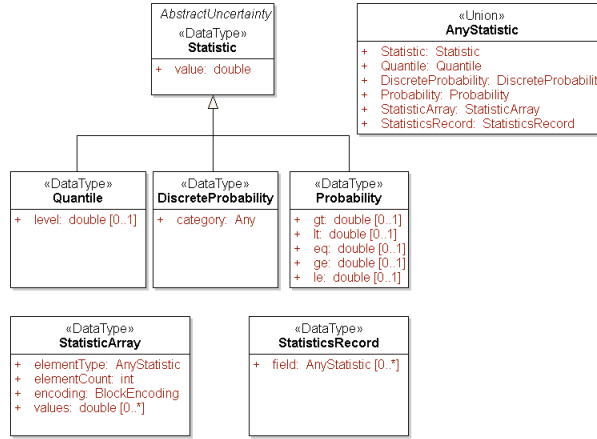 AbstractUncertainty
«DataType»
Statistic
+ value: double
«Union»
AnyStatistic
+ Statistic: Statistic
+ Quantile: Quantile
+ DiscreteProbability: DiscreteProbabilit
+ Probability: Probability
+ StatisticArray: StatisticArray
+ StatisticsRecord: StatisticsRecord
«DataType»
Quantile
+ level: double [0..1]
«DataType»
DiscreteProbability
+ category: Any
«DataType»
Probability
+ gt: double [0..1]
+ lt: double [0..1]
+ eq: double [0..1]
+ ge: double [0..1]
+ le: double [0..1]
«DataType»
StatisticArray
+ elementType: AnyStatistic
+ elementCount: int
+ encoding: BlockEncoding
+ values: double [0..*]
«DataType»
StatisticsRecord
+ field: AnyStatistic [0..*]